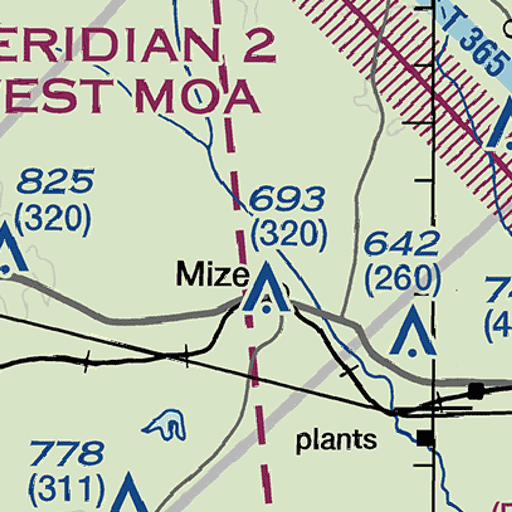 ERIDIAN 2
EST MOA
T 365
825
(320)
693
(320)
642
(260)
Mize
plants
778
(311)